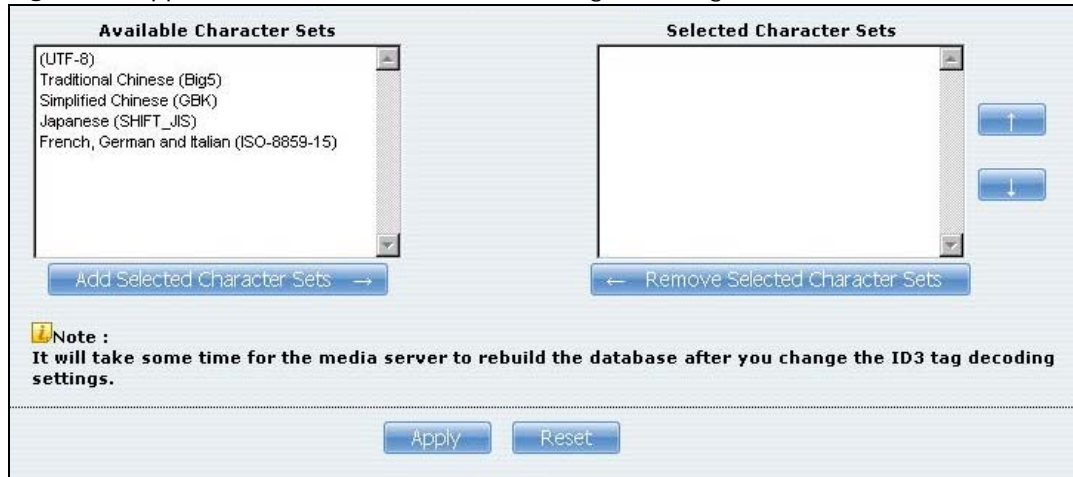 Available Character Sets
Selected Character Sets
(UTF-8)
Traditional Chinese (Big5)
Simplified Chinese (GBK)
Japanese (SHIFT_JIS)
French, German and Italian (ISO-8859-15)
↑
↓
Add Selected Character Sets →
← Remove Selected Character Sets
Note :
It will take some time for the media server to rebuild the database after you change the ID3 tag decoding
settings.
Apply
Reset